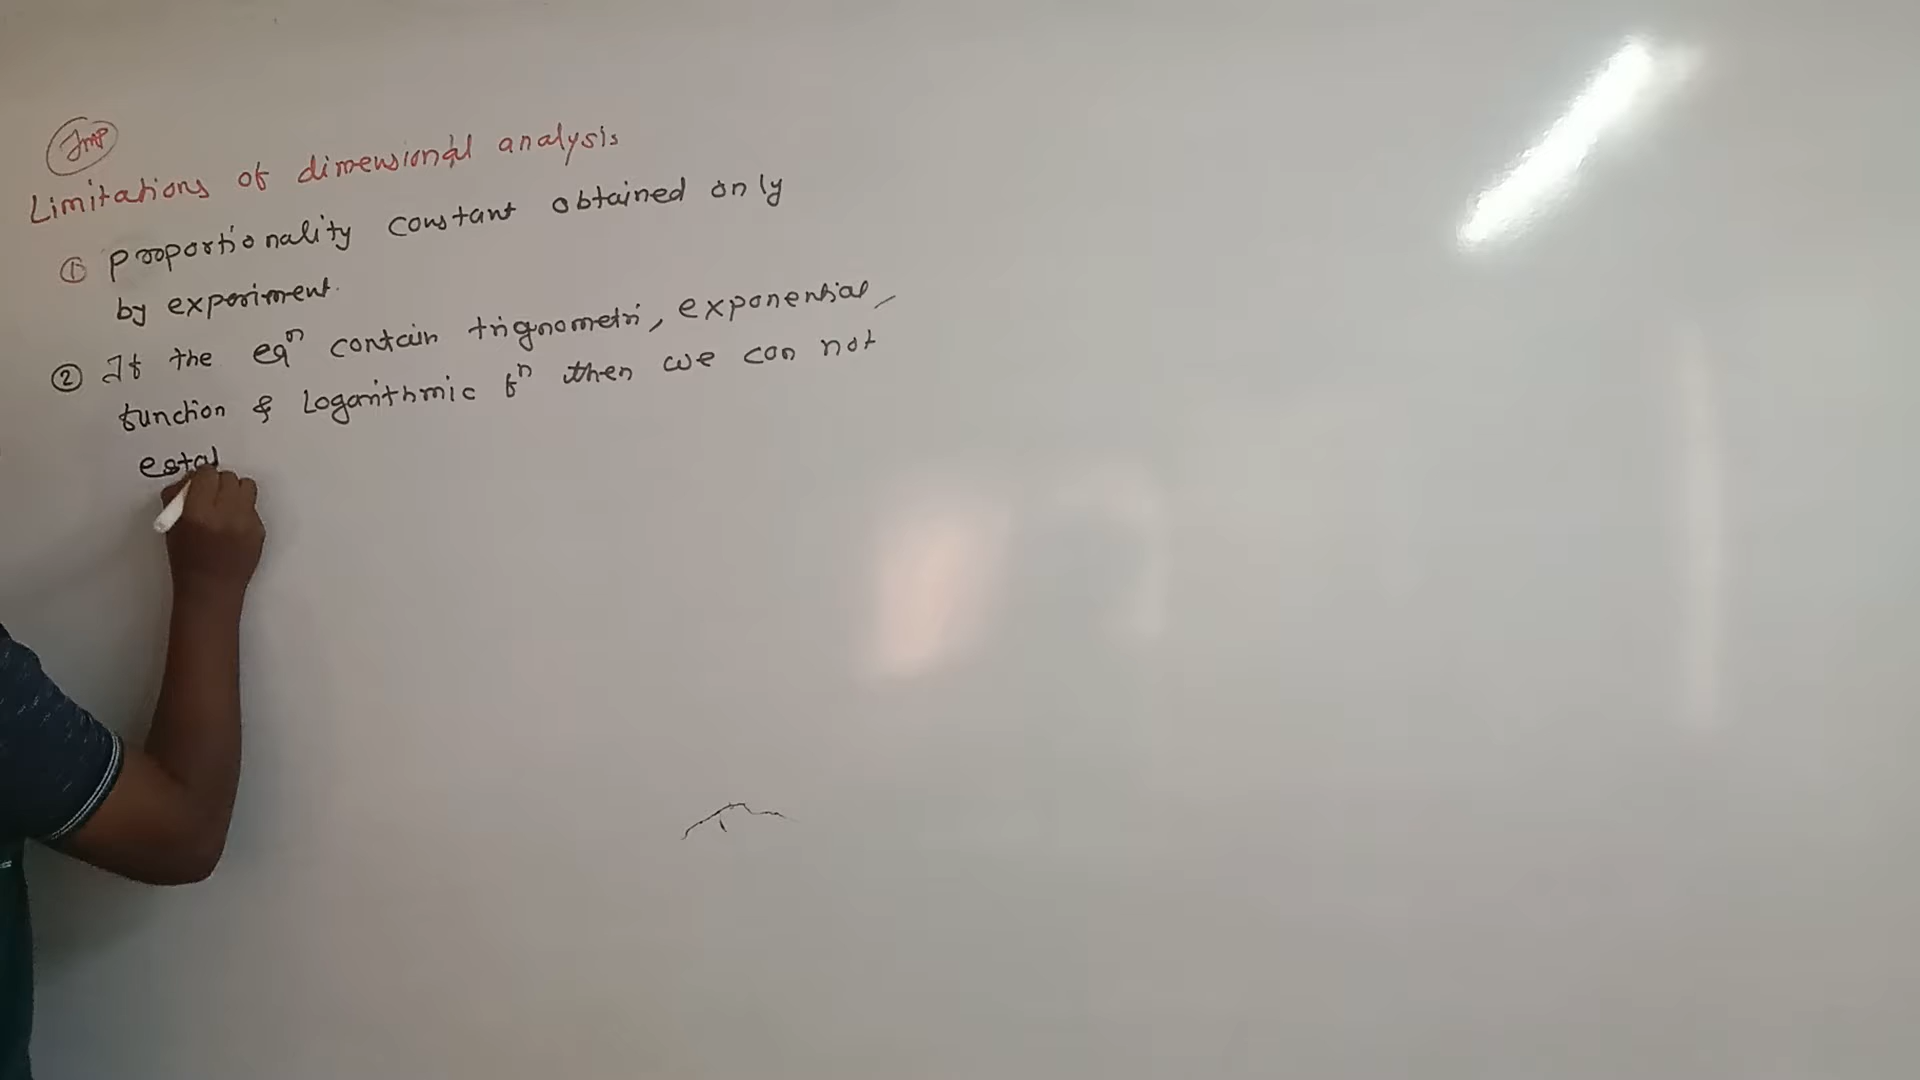 Imp
Limitations of dimensional analysis
① proportionality constant obtained only
by experiment.
② If the eqⁿ contain trignometri, exponential
function & Logarithmic fⁿ then we can not
estab